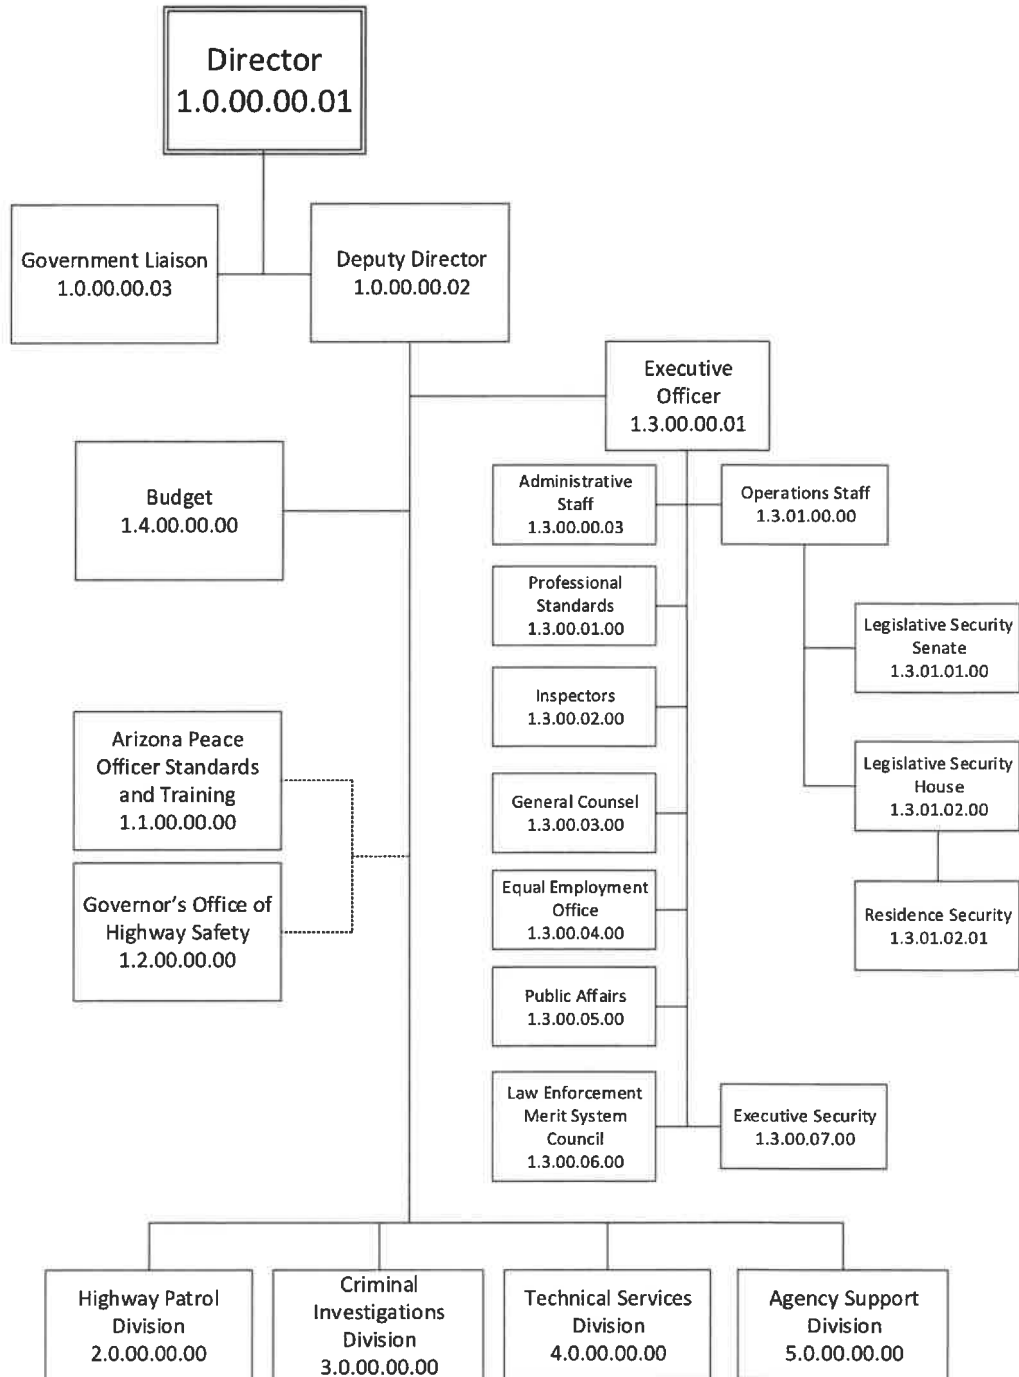 Director
1.0.00.00.01
Government Liaison
1.0.00.00.03
Deputy Director
1.0.00.00.02
Executive
Officer
1.3.00.00.01
Budget
1.4.00.00.00
Administrative
Staff
1.3.00.00.03
Operations Staff
1.3.01.00.00
Professional
Standards
1.3.00.01.00
Legislative Security
Senate
1.3.01.01.00
Inspectors
1.3.00.02.00
Arizona Peace
Officer Standards
and Training
1.1.00.00.00
Legislative Security
House
1.3.01.02.00
General Counsel
1.3.00.03.00
Governor's Office of
Highway Safety
1.2.00.00.00
Equal Employment
Office
1.3.00.04.00
Residence Security
1.3.01.02.01
Public Affairs
1.3.00.05.00
Law Enforcement
Merit System
Council
1.3.00.06.00
Executive Security
1.3.00.07.00
Highway Patrol
Division
2.0.00.00.00
Criminal
Investigations
Division
3.0.00.00.00
Technical Services
Division
4.0.00.00.00
Agency Support
Division
5.0.00.00.00